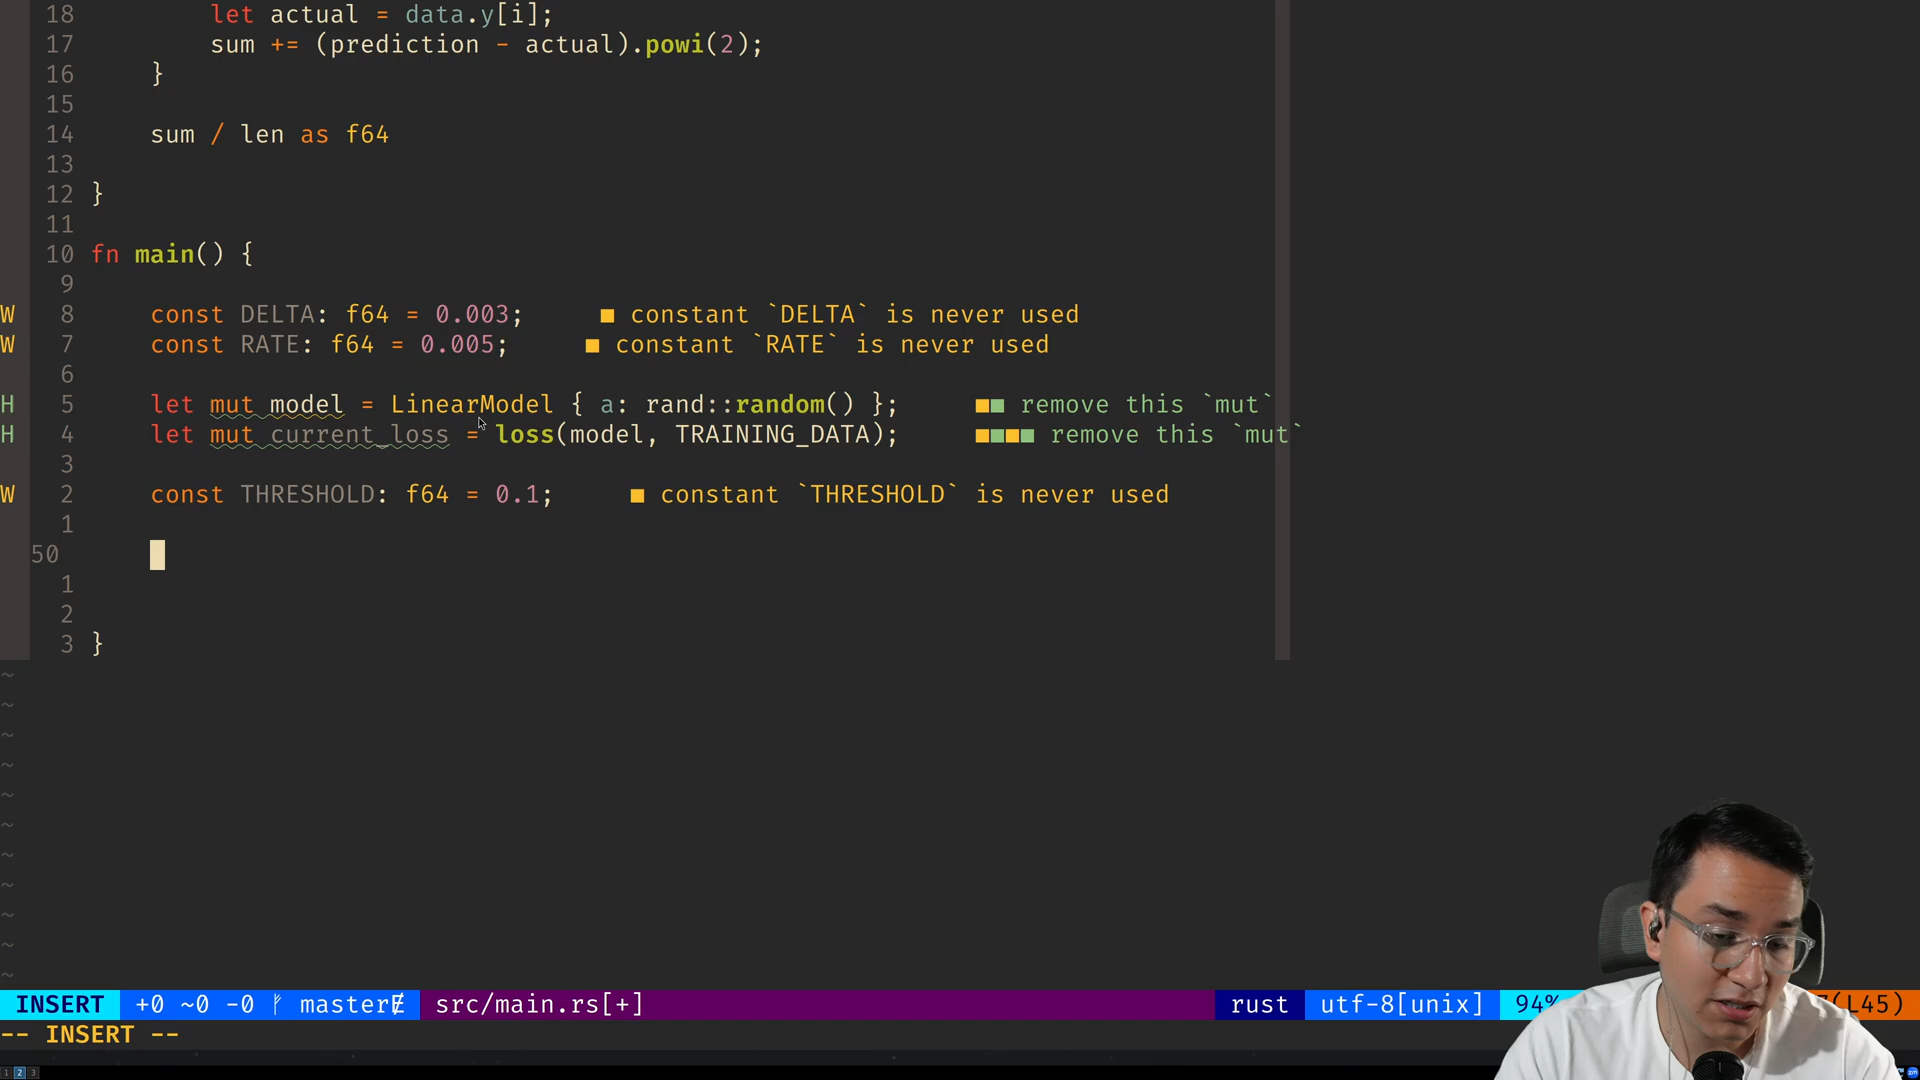 18 let actual = data.y[i];
17 sum += (prediction - actual).powi(2);
16 }
15
14 sum / len as f64
13
12 }
11
10 fn main() {
9
W 8 const DELTA: f64 = 0.003; ■ constant `DELTA` is never used
W 7 const RATE: f64 = 0.005; ■ constant `RATE` is never used
6
H 5 let mut model = LinearModel { a: rand::random() }; ■■ remove this `mut`
H 4 let mut current_loss = loss(model, TRAINING_DATA); ■■■■ remove this `mut`
3
W 2 const THRESHOLD: f64 = 0.1; ■ constant `THRESHOLD` is never used
1
50
1
2
3 }
~
~
~
~
~
~
~
~
~
~
~
INSERT +0 ~0 -0 master src/main.rs[+] rust utf-8[unix] 94% (L45)
-- INSERT --
1 2 3 zm